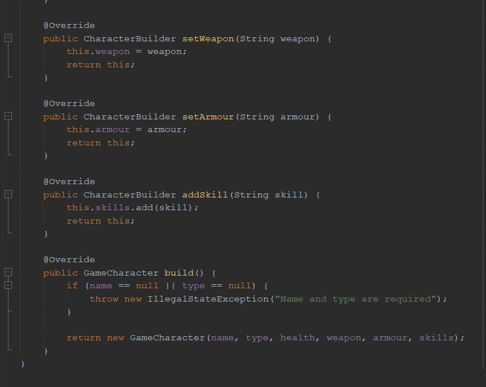 }
@Override
public CharacterBuilder setWeapon(String weapon) {
this.weapon = weapon;
return this;
}
@Override
public CharacterBuilder setArmour(String armour) {
this.armour = armour;
return this;
}
@Override
public CharacterBuilder addSkill(String skill) {
this.skills.add(skill);
return this;
}
@Override
public GameCharacter build() {
if (name == null || type == null) {
throw new IllegalStateException("Name and type are required");
}
return new GameCharacter(name, type, health, weapon, armour, skills);
}
}